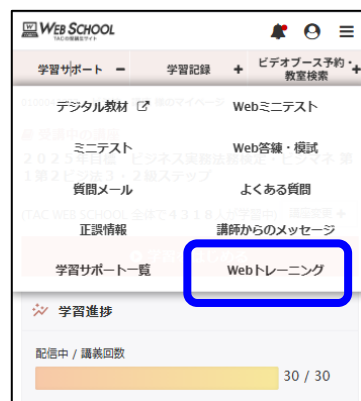 WEB SCHOOL
TACの受講生サイト
学習サポート − 学習記録 + ビデオブース予約・教室検索 +
デジタル教材 Webミニテスト
ミニテスト Web答練・模試
質問メール よくある質問
正誤情報 講師からのメッセージ
学習サポート一覧 Webトレーニング
学習進捗
配信中 / 講義回数
30 / 30